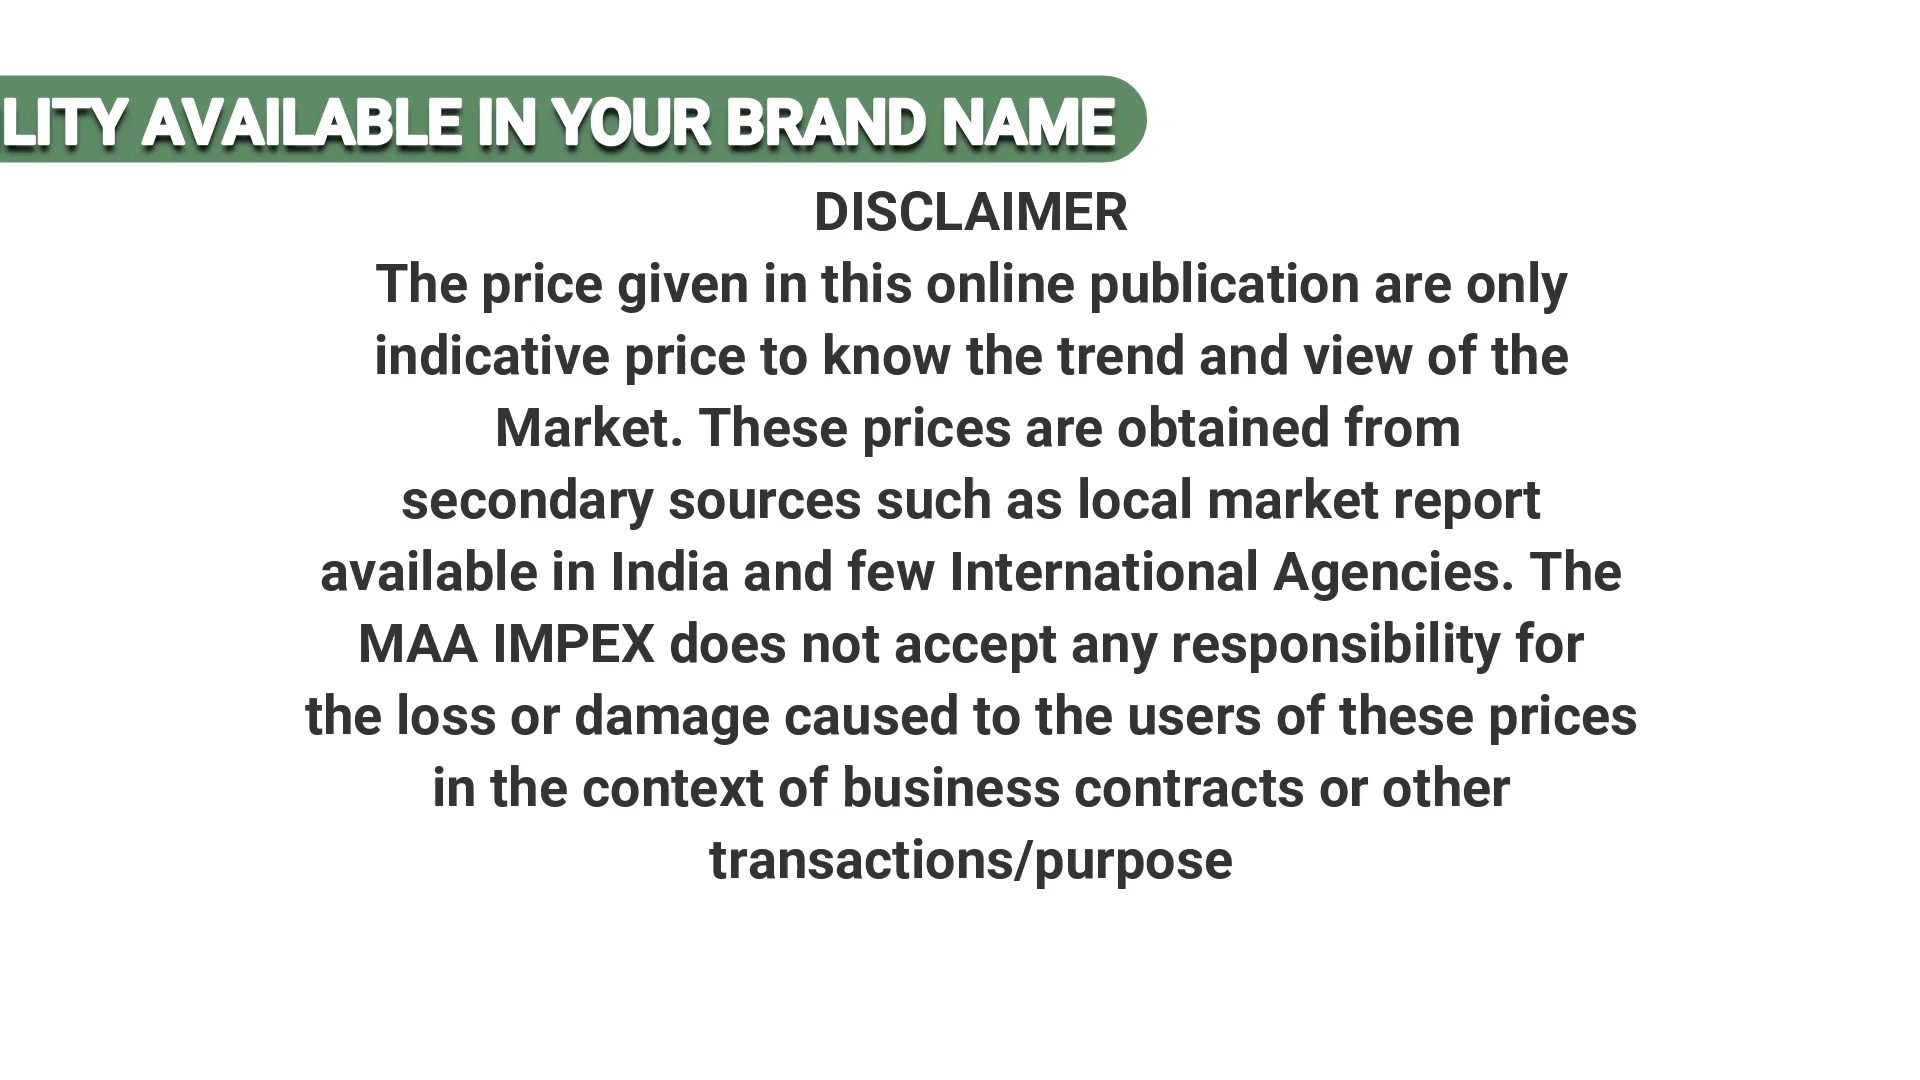 LITY AVAILABLE IN YOUR BRAND NAME
DISCLAIMER
The price given in this online publication are only
indicative price to know the trend and view of the
Market. These prices are obtained from
secondary sources such as local market report
available in India and few International Agencies. The
MAA IMPEX does not accept any responsibility for
the loss or damage caused to the users of these prices
in the context of business contracts or other
transactions/purpose